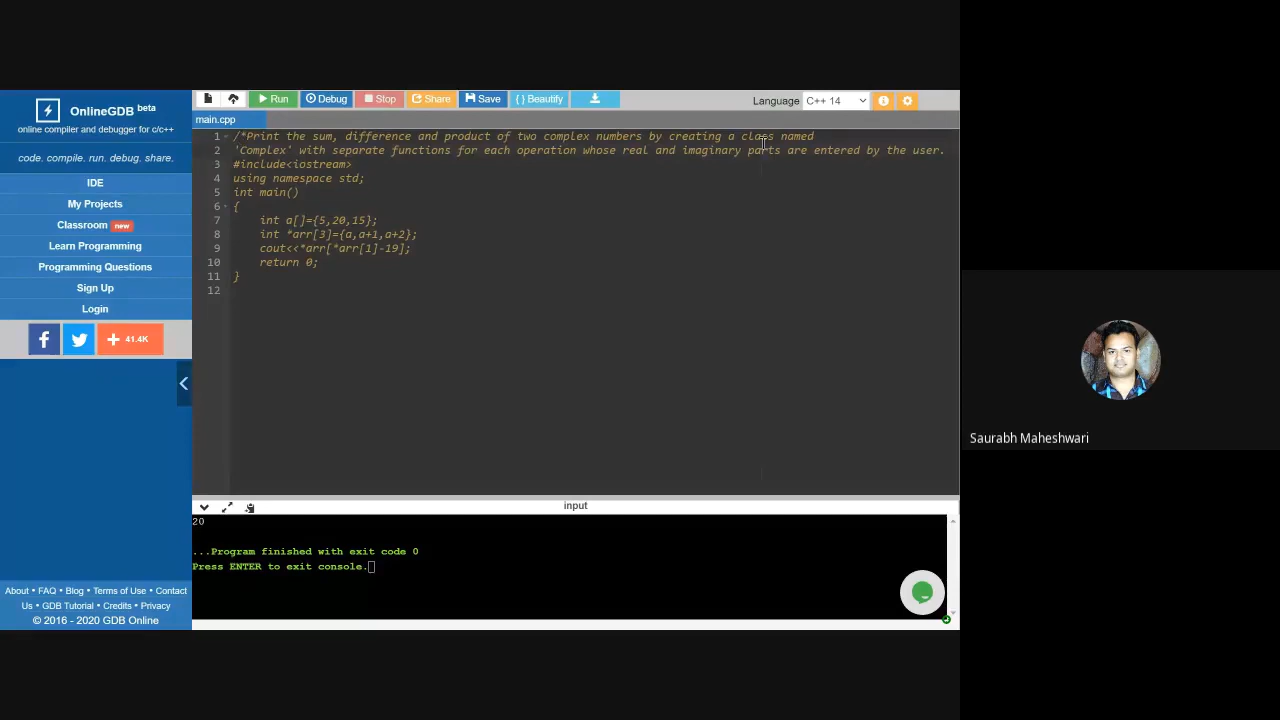 OnlineGDB beta
online compiler and debugger for c/c++
code. compile. run. debug. share.
IDE
My Projects
Classroom new
Learn Programming
Programming Questions
Sign Up
Login
41.4K
About • FAQ • Blog • Terms of Use • Contact
Us • GDB Tutorial • Credits • Privacy
© 2016 - 2020 GDB Online
Run Debug Stop Share Save { } Beautify Language C++ 14
main.cpp
1 /*Print the sum, difference and product of two complex numbers by creating a class named
2 'Complex' with separate functions for each operation whose real and imaginary parts are entered by the user.
3 #include<iostream>
4 using namespace std;
5 int main()
6 {
7 int a[]={5,20,15};
8 int *arr[3]={a,a+1,a+2};
9 cout<<*arr[*arr[1]-19];
10 return 0;
11 }
12
input
20
...Program finished with exit code 0
Press ENTER to exit console.
Saurabh Maheshwari